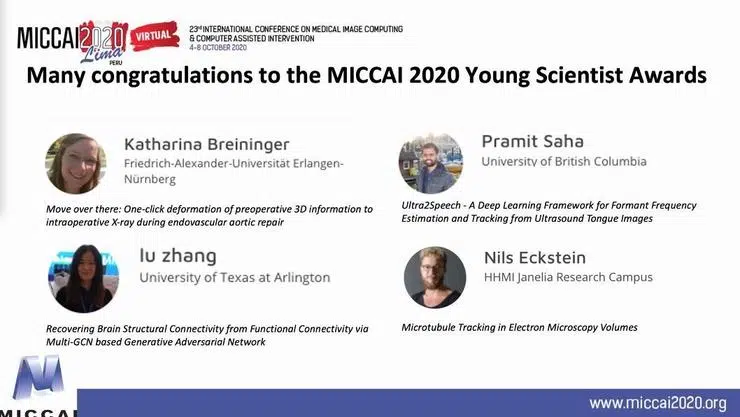 MICCAI 2020
Lima
PERU
VIRTUAL
23rd INTERNATIONAL CONFERENCE ON MEDICAL IMAGE COMPUTING
& COMPUTER ASSISTED INTERVENTION
4-8 OCTOBER 2020
Many congratulations to the MICCAI 2020 Young Scientist Awards
Katharina Breininger
Friedrich-Alexander-Universität Erlangen-
Nürnberg
Move over there: One-click deformation of preoperative 3D information to
intraoperative X-ray during endovascular aortic repair
Pramit Saha
University of British Columbia
Ultra2Speech - A Deep Learning Framework for Formant Frequency
Estimation and Tracking from Ultrasound Tongue Images
lu zhang
University of Texas at Arlington
Recovering Brain Structural Connectivity from Functional Connectivity via
Multi-GCN based Generative Adversarial Network
Nils Eckstein
HHMI Janelia Research Campus
Microtubule Tracking in Electron Microscopy Volumes
MICCAI
www.miccai2020.org